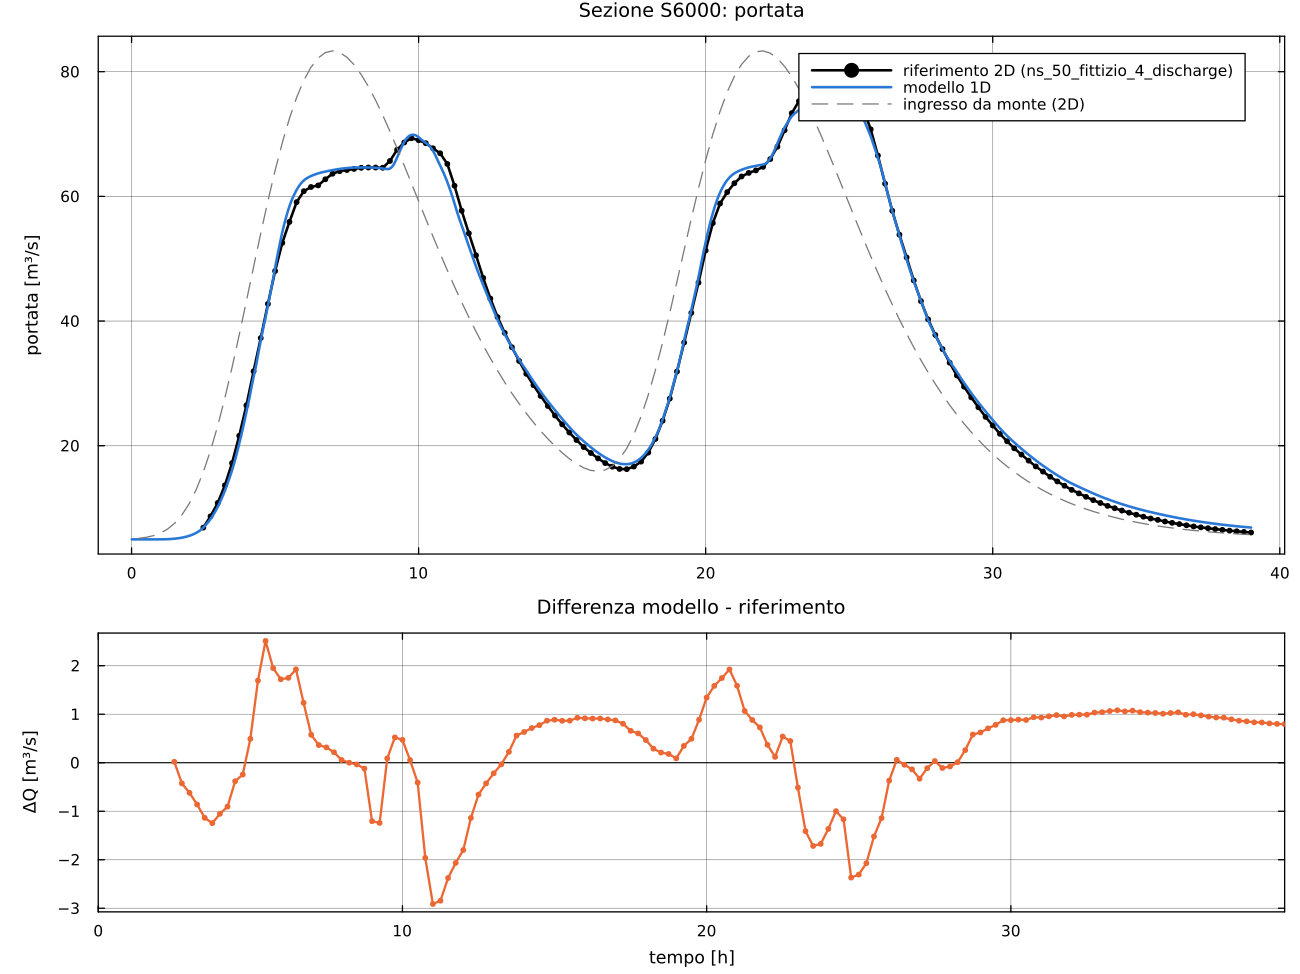 Sezione S6000: portata
portata [m³/s]
80
60
40
20
riferimento 2D (ns_50_fittizio_4_discharge)
modello 1D
ingresso da monte (2D)
0
10
20
30
40
Differenza modello - riferimento
ΔQ [m³/s]
2
1
0
−1
−2
−3
0
10
20
30
tempo [h]